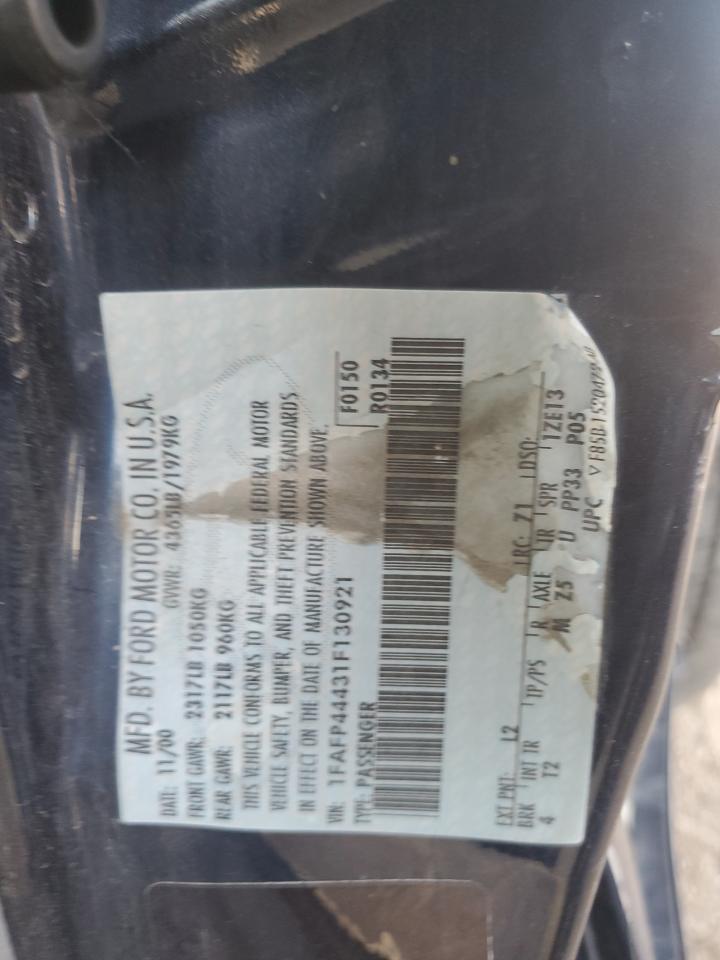 MFD. BY FORD MOTOR CO. IN U.S.A.
DATE: 11/00 GVWR: 4365LB/1979KG
FRONT GAWR: 2317LB 1050KG
REAR GAWR: 2117LB 960KG
THIS VEHICLE CONFORMS TO ALL APPLICABLE FEDERAL MOTOR
VEHICLE SAFETY, BUMPER, AND THEFT PREVENTION STANDARDS
IN EFFECT ON THE DATE OF MANUFACTURE SHOWN ABOVE.
VIN: 1FAFP44431F130921 F0150
TYPE: PASSENGER R0134
EXT PNT: L2 RC: Z1 DSO:
BRK INT TR TP/PS R AXLE TR SPR 1ZE13
4 T2 M Z5 U PP33 P05
UPC